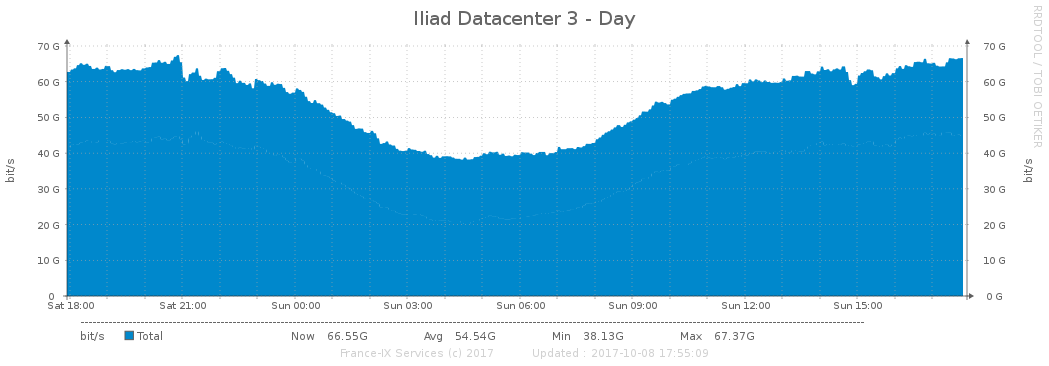 Iliad Datacenter 3 - Day
RRDTOOL / TOBI OETIKER
bit/s
70 G
60 G
50 G
40 G
30 G
20 G
10 G
0
70 G
60 G
50 G
40 G
30 G
20 G
10 G
0 G
bit/s
Sat 18:00 Sat 21:00 Sun 00:00 Sun 03:00 Sun 06:00 Sun 09:00 Sun 12:00 Sun 15:00
bit/s Total Now 66.55G Avg 54.54G Min 38.13G Max 67.37G
France-IX Services (c) 2017 Updated : 2017-10-08 17:55:09